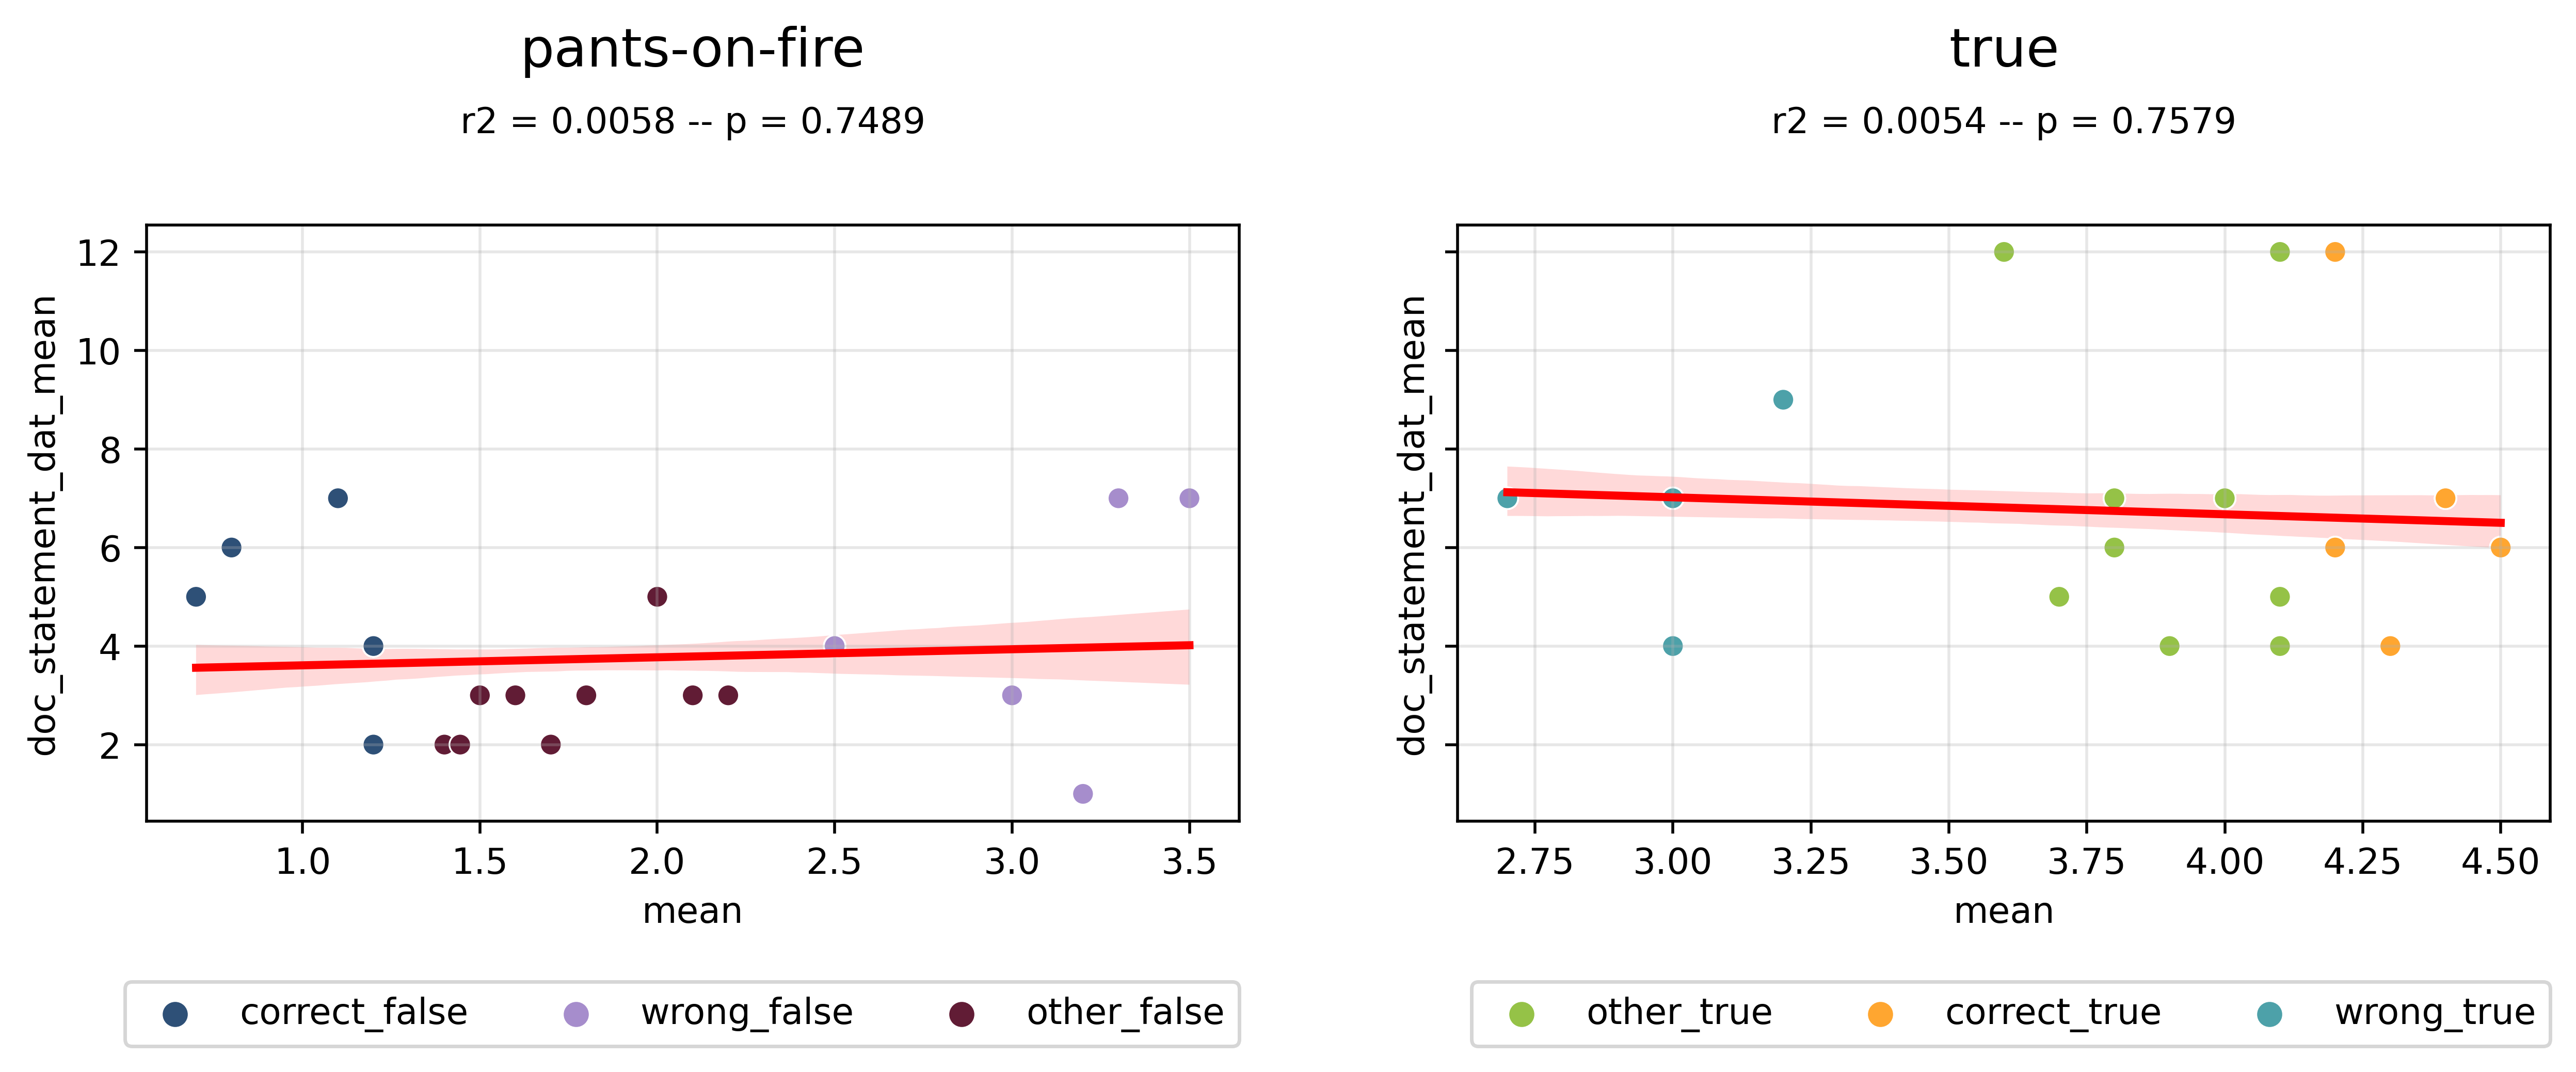 pants-on-fire
r2 = 0.0058 -- p = 0.7489
doc_statement_dat_mean
12
10
8
6
4
2
1.0 1.5 2.0 2.5 3.0 3.5
mean
correct_false wrong_false other_false
true
r2 = 0.0054 -- p = 0.7579
doc_statement_dat_mean
2.75 3.00 3.25 3.50 3.75 4.00 4.25 4.50
mean
other_true correct_true wrong_true